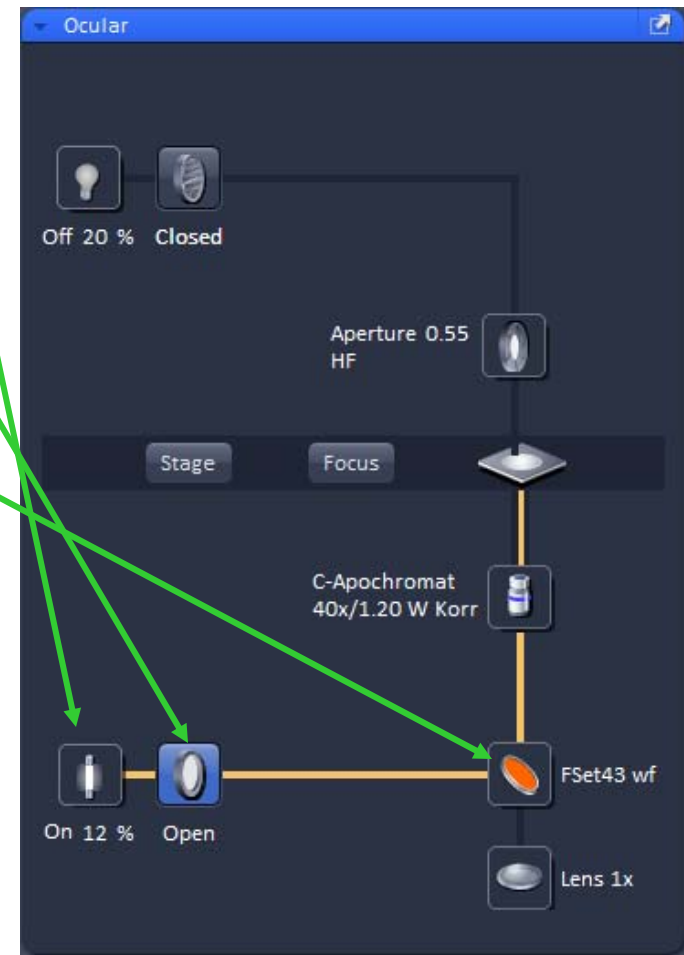 Ocular
Off 20 % Closed
Aperture 0.55
HF
Stage Focus
C-Apochromat
40x/1.20 W Korr
FSet43 wf
On 12 % Open
Lens 1x